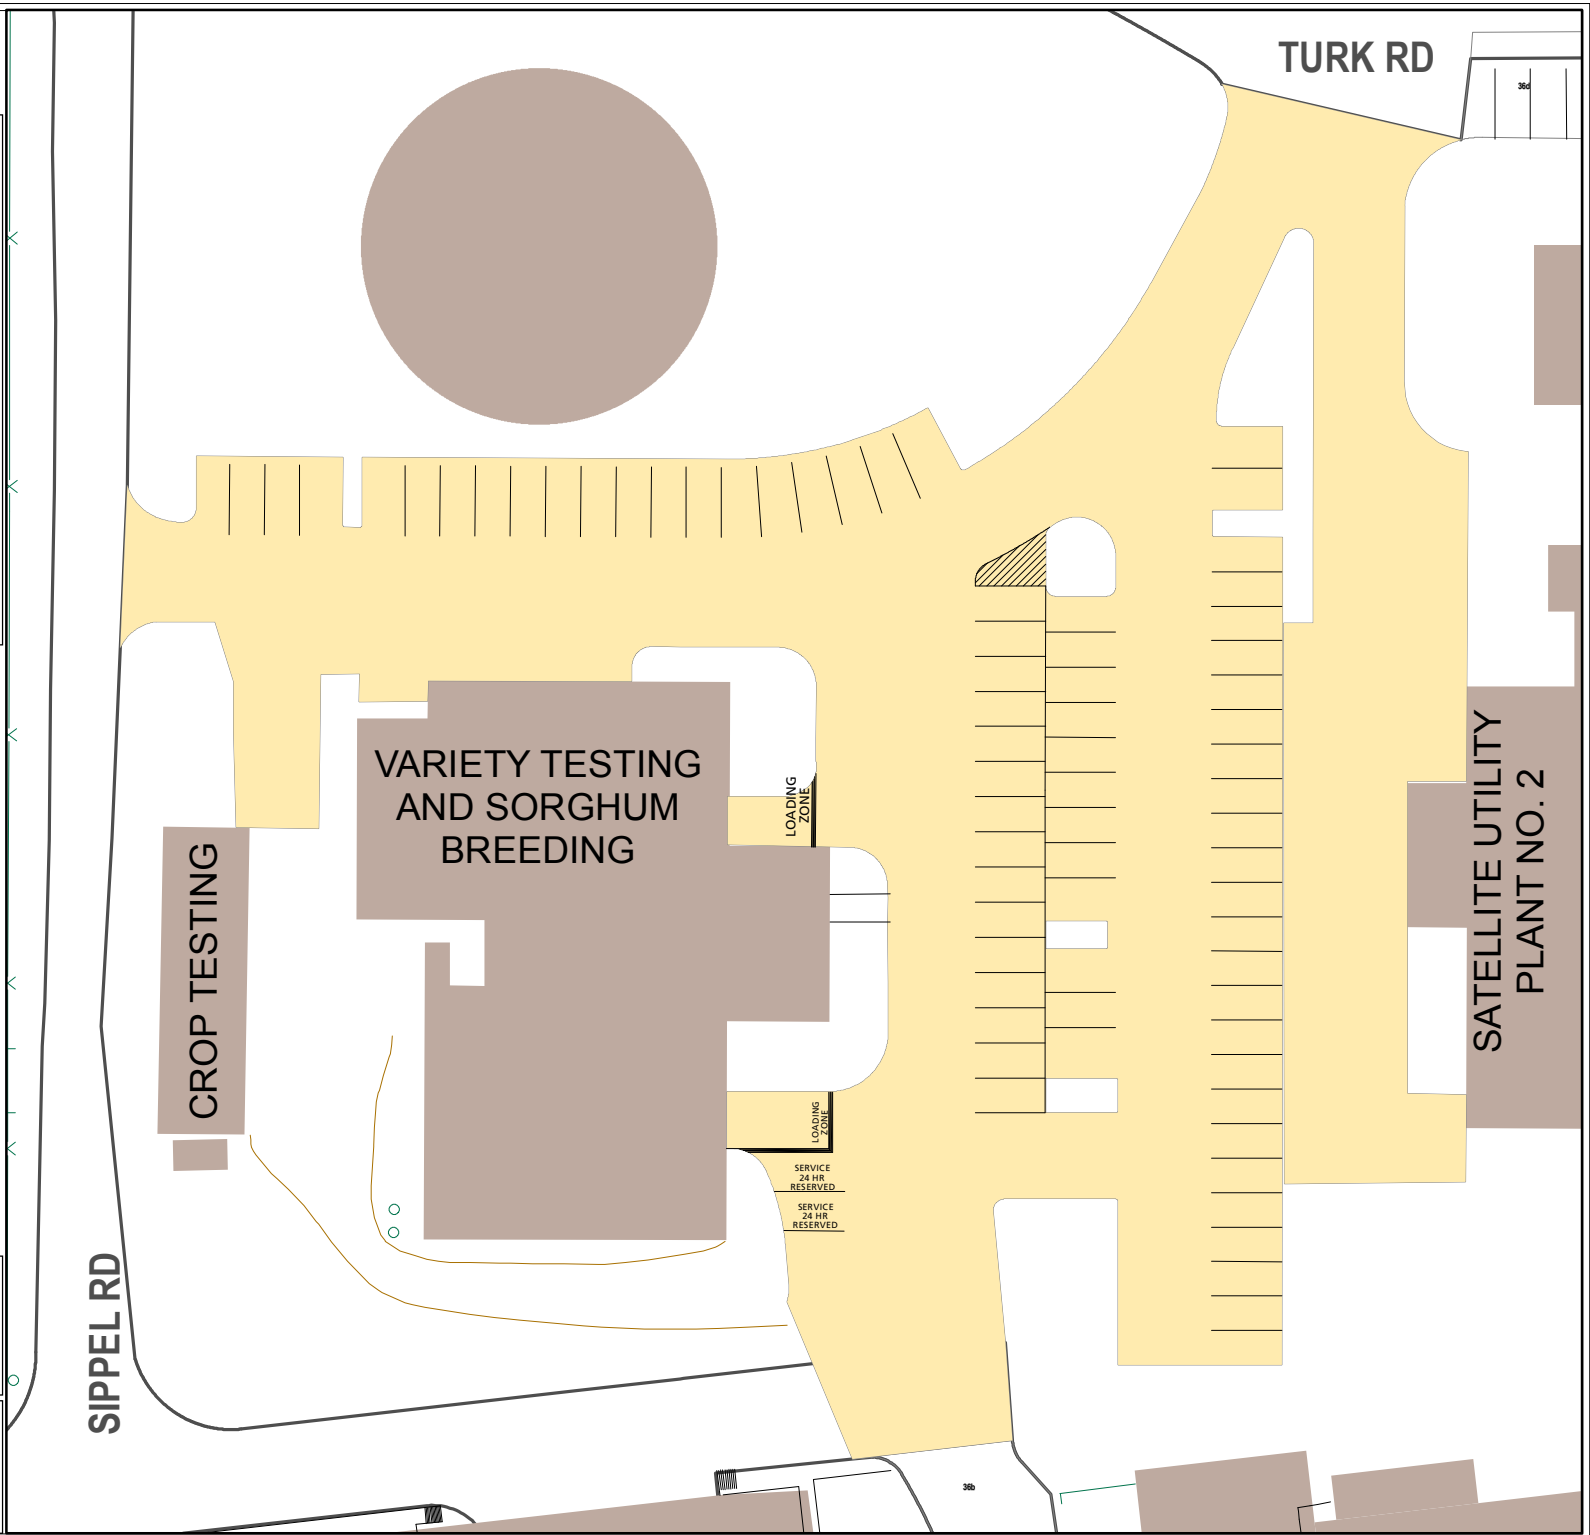 TURK RD
36d
VARIETY TESTING
AND SORGHUM
BREEDING
LOADING
ZONE
CROP TESTING
SATELLITE UTILITY
PLANT NO. 2
LOADING
ZONE
SERVICE
24 HR
RESERVED
SERVICE
24 HR
RESERVED
SIPPEL RD
36b